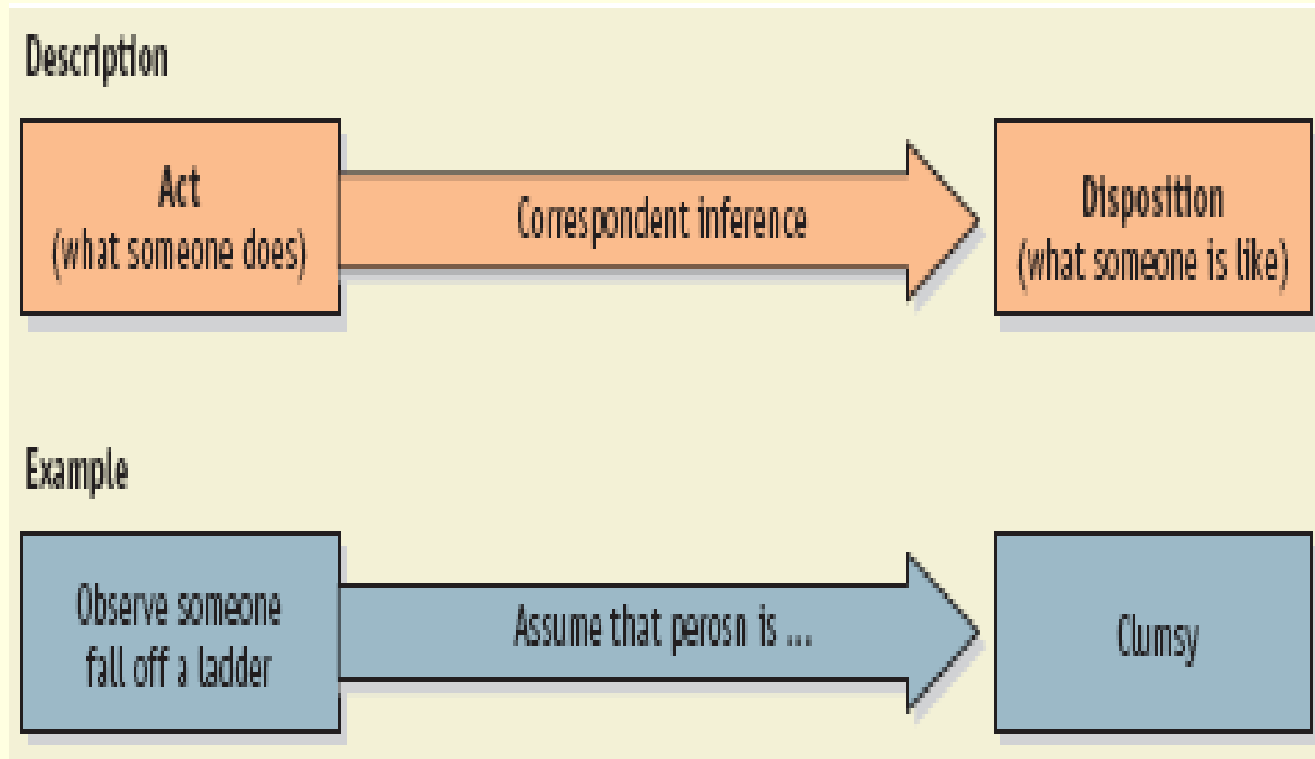 Description
Act
(what someone does)
Correspondent inference
Disposition
(what someone is like)
Example
Observe someone
fall off a ladder
Assume that perosn is ...
Clumsy